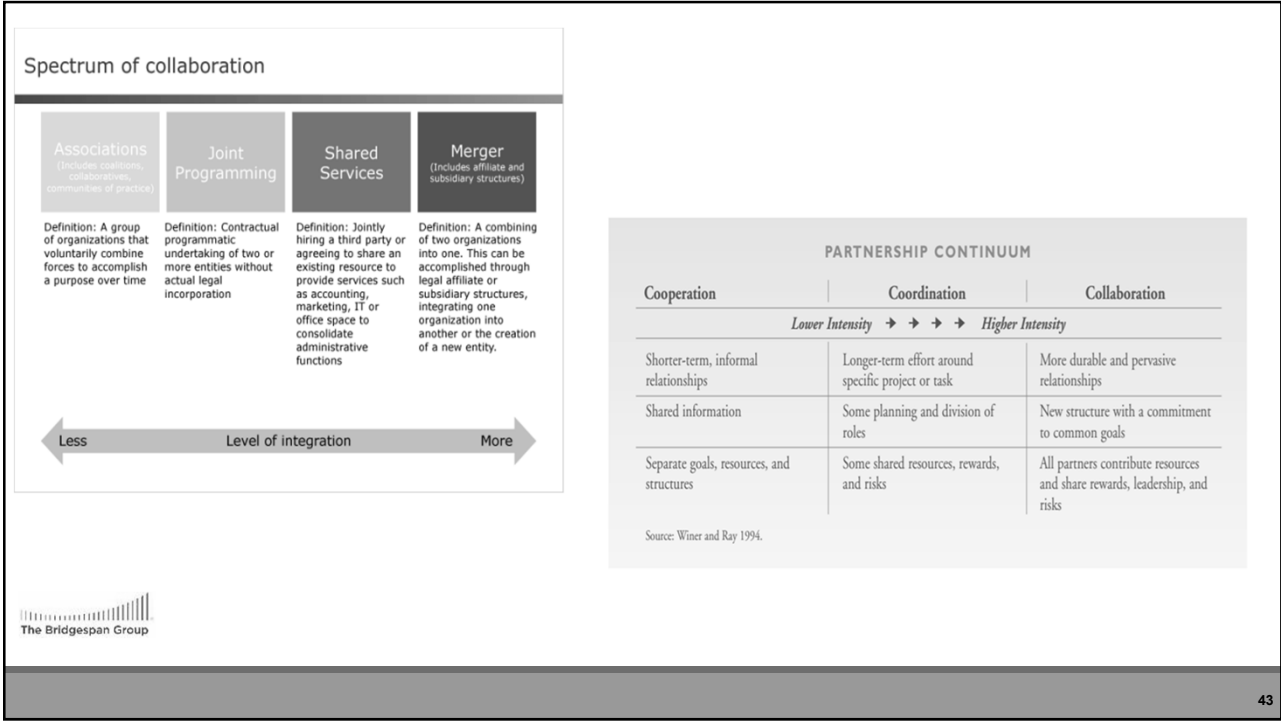 Spectrum of collaboration
Associations
(Includes coalitions,
collaboratives,
communities of practice)
Joint
Programming
Shared
Services
Merger
(Includes affiliate and
subsidiary structures)
Definition: A group
of organizations that
voluntarily combine
forces to accomplish
a purpose over time
Definition: Contractual
programmatic
undertaking of two or
more entities without
actual legal
incorporation
Definition: Jointly
hiring a third party or
agreeing to share an
existing resource to
provide services such
as accounting,
marketing, IT or
office space to
consolidate
administrative
functions
Definition: A combining
of two organizations
into one. This can be
accomplished through
legal affiliate or
subsidiary structures,
integrating one
organization into
another or the creation
of a new entity.
Less Level of integration More
The Bridgespan Group
PARTNERSHIP CONTINUUM
Cooperation Coordination Collaboration
Lower Intensity → → → → Higher Intensity
Shorter-term, informal
relationships
Longer-term effort around
specific project or task
More durable and pervasive
relationships
Shared information
Some planning and division of
roles
New structure with a commitment
to common goals
Separate goals, resources, and
structures
Some shared resources, rewards,
and risks
All partners contribute resources
and share rewards, leadership, and
risks
Source: Winer and Ray 1994.
43